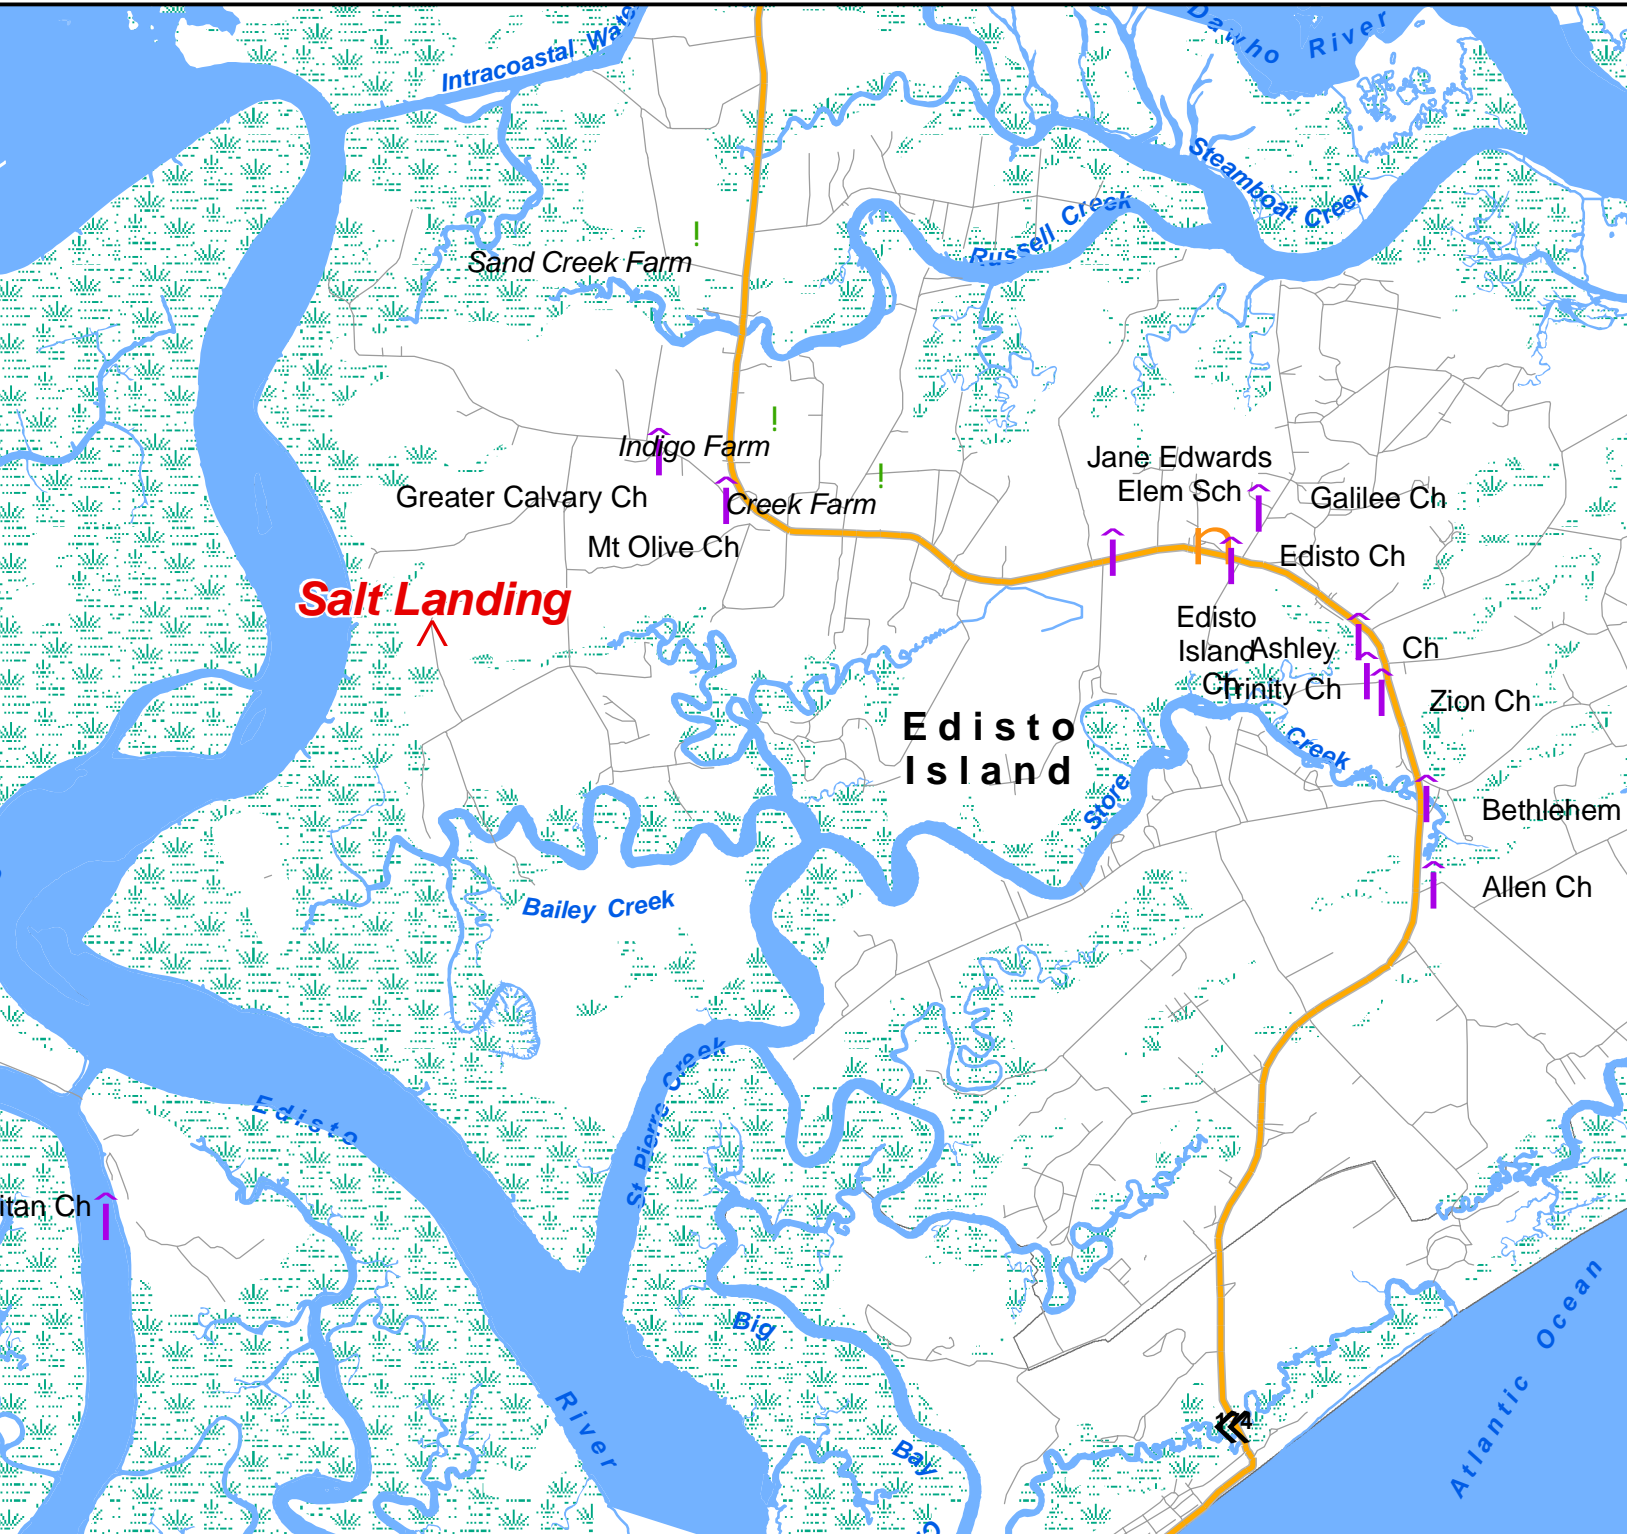 Dawho River
Intracoastal Wate
Steamboat Creek
Russell Creek
Sand Creek Farm
Indigo Farm
Greater Calvary Ch
Creek Farm
Mt Olive Ch
Jane Edwards
Elem Sch
Galilee Ch
Edisto Ch
Salt Landing
Edisto
Island
Ch
Ashley Ch
Trinity Ch
Zion Ch
Edisto
Island
Store Creek
Bethlehem
Allen Ch
Bailey Creek
St Pierre Creek
Edisto River
itan Ch
Big Bay
Atlantic Ocean